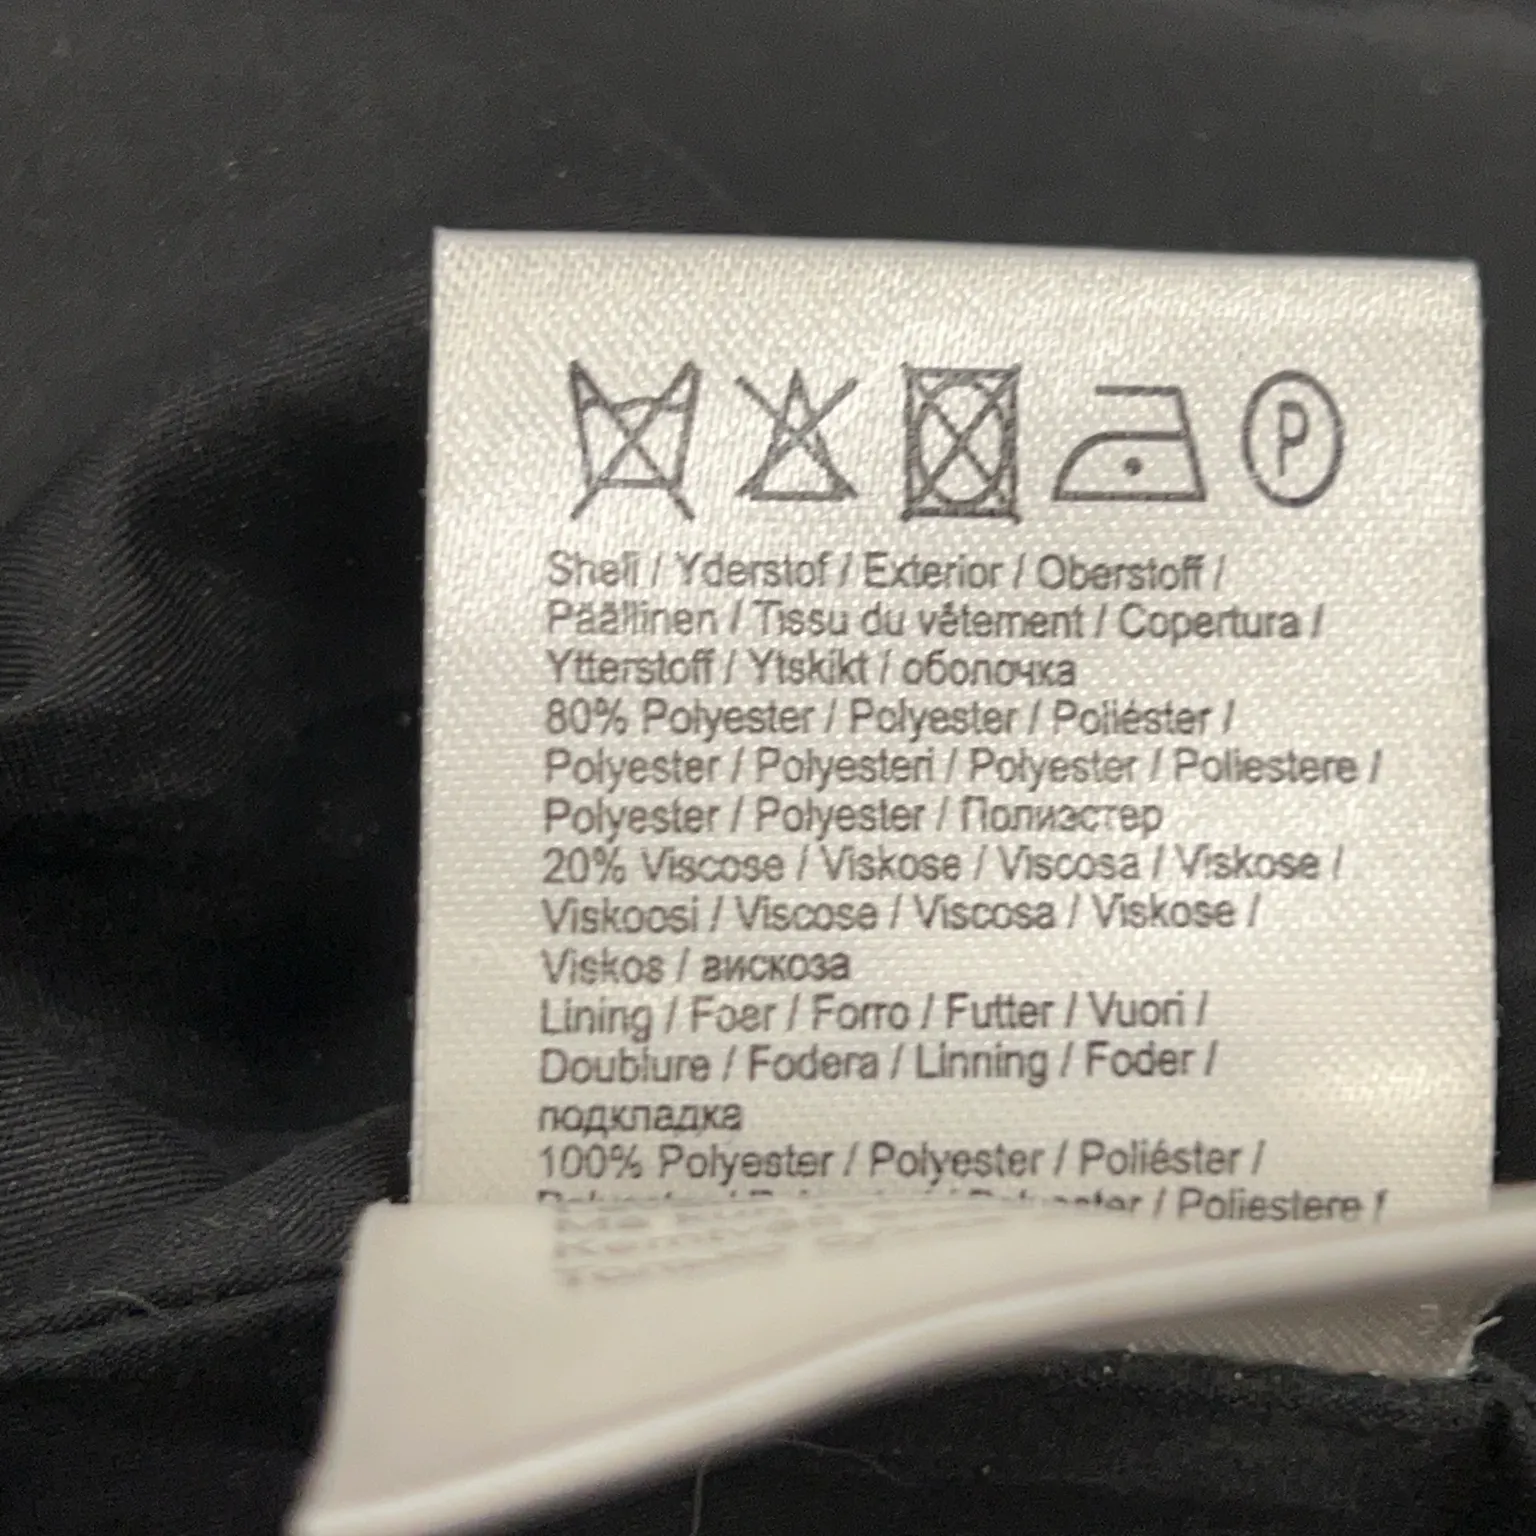 P
Shell / Yderstof / Exterior / Oberstoff /
Päällinen / Tissu du vêtement / Copertura /
Ytterstoff / Ytskikt / оболочка
80% Polyester / Polyester / Poliéster /
Polyester / Polyesteri / Polyester / Poliestere /
Polyester / Polyester / Полиэстер
20% Viscose / Viskose / Viscosa / Viskose /
Viskoosi / Viscose / Viscosa / Viskose /
Viskos / вискоза
Lining / Foer / Forro / Futter / Vuori /
Doublure / Fodera / Linning / Foder /
подкладка
100% Polyester / Polyester / Poliéster /
/ Poliestere /